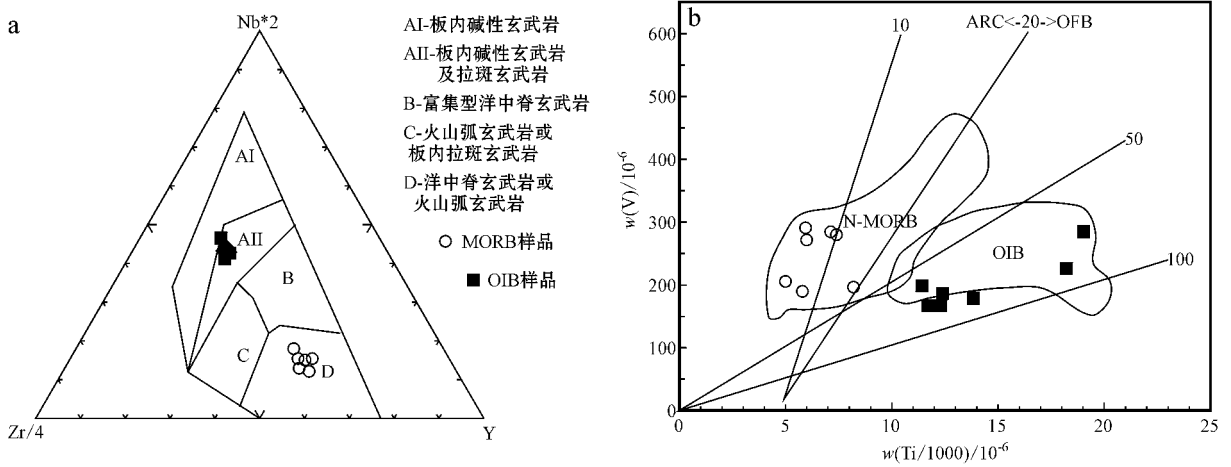 a
Nb*2
AI-板内碱性玄武岩
AII-板内碱性玄武岩
及拉斑玄武岩
B-富集型洋中脊玄武岩
C-火山弧玄武岩或
板内拉斑玄武岩
D-洋中脊玄武岩或
火山弧玄武岩
MORB样品
OIB样品
AI
AII
B
C
D
Zr/4
Y
b
600
500
400
300
200
100
0
w(V)/10⁻⁶
10
ARC<-20->OFB
50
100
N-MORB
OIB
0
5
10
15
20
25
w(Ti/1000)/10⁻⁶